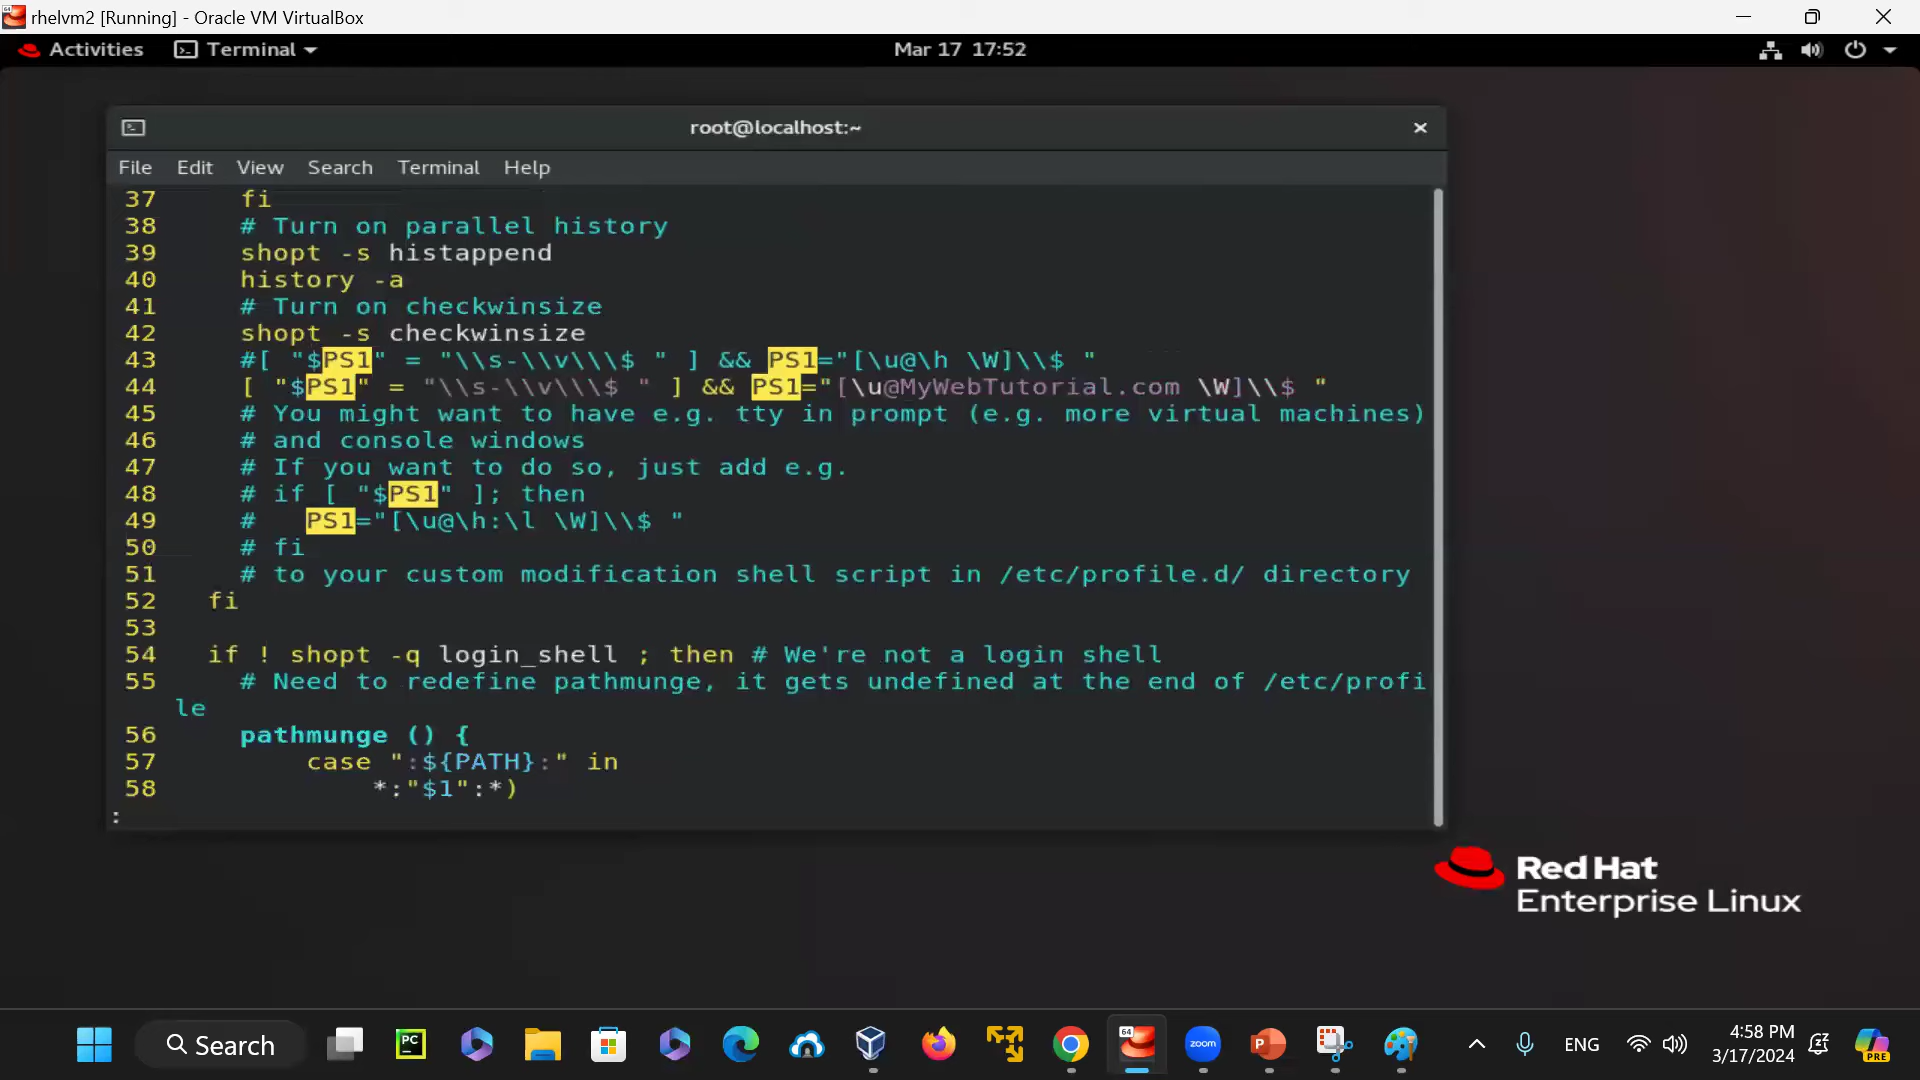 rhelvm2 [Running] - Oracle VM VirtualBox
Activities Terminal Mar 17 17:52
root@localhost:~
File Edit View Search Terminal Help
37 fi
38 # Turn on parallel history
39 shopt -s histappend
40 history -a
41 # Turn on checkwinsize
42 shopt -s checkwinsize
43 #[ "$PS1" = "\\s-\\v\\\$ " ] && PS1="[\u@\h \W]\\$ "
44 [ "$PS1" = "\\s-\\v\\\$ " ] && PS1="[\u@MyWebTutorial.com \W]\\$ "
45 # You might want to have e.g. tty in prompt (e.g. more virtual machines)
46 # and console windows
47 # If you want to do so, just add e.g.
48 # if [ "$PS1" ]; then
49 #   PS1="[\u@\h:\l \W]\\$ "
50 # fi
51 # to your custom modification shell script in /etc/profile.d/ directory
52 fi
53
54 if ! shopt -q login_shell ; then # We're not a login shell
55 # Need to redefine pathmunge, it gets undefined at the end of /etc/profi
le
56 pathmunge () {
57 case ":${PATH}:" in
58 *:"$1":*)
:
Red Hat
Enterprise Linux
64
Search PC zoom P ENG 4:58 PM
3/17/2024
PRE